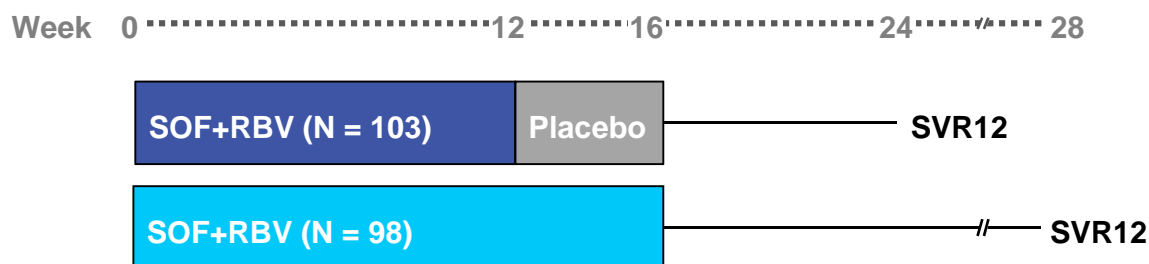 Week 0 12 16 24 28
SOF+RBV (N = 103) Placebo SVR12
SOF+RBV (N = 98) SVR12